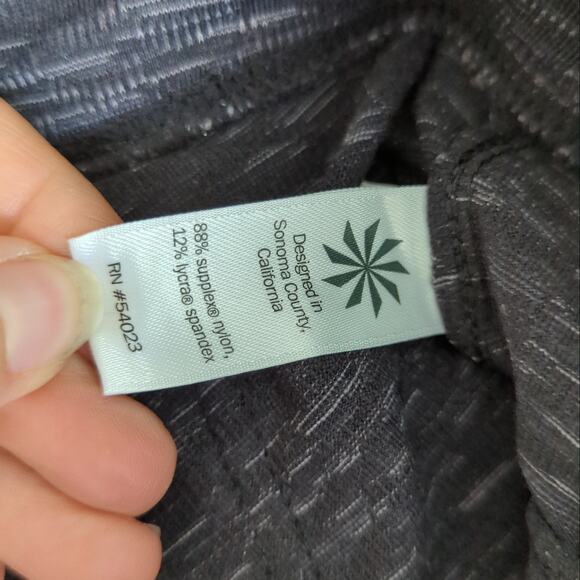 Designed in
Sonoma County,
California
88% supplex® nylon,
12% lycra® spandex
RN #54023